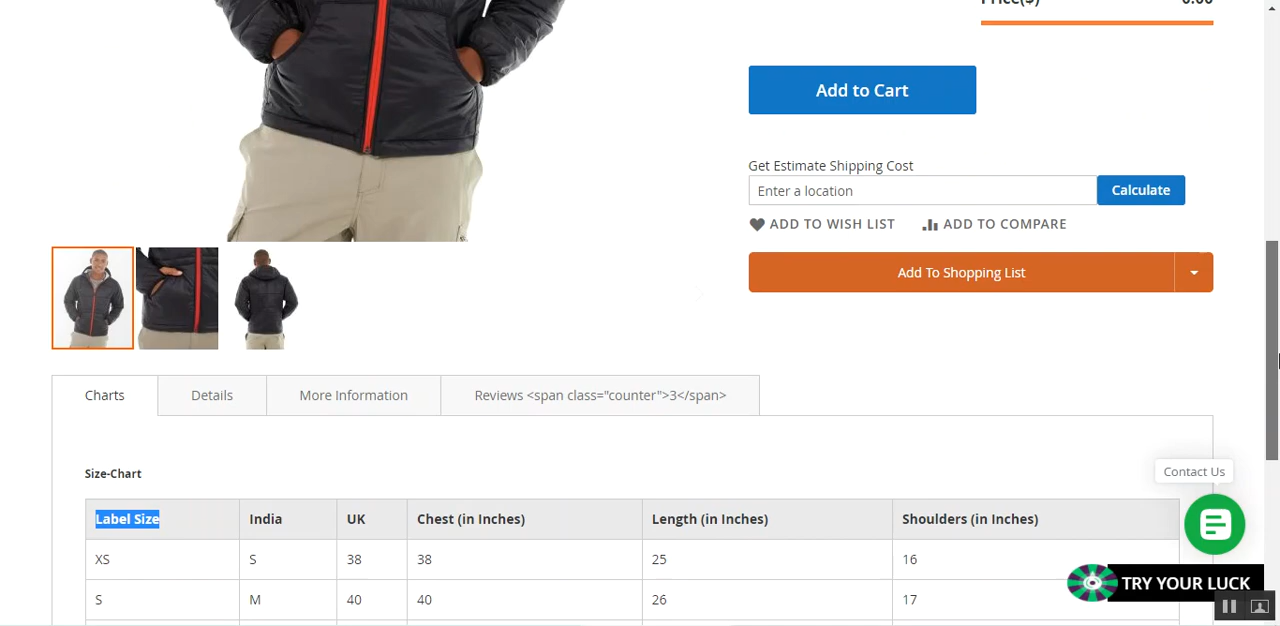 Price($) 0.00
Add to Cart
Get Estimate Shipping Cost
Enter a location Calculate
ADD TO WISH LIST ADD TO COMPARE
Add To Shopping List
Charts Details More Information Reviews <span class="counter">3</span>
Contact Us
Size-Chart
Label Size India UK Chest (in Inches) Length (in Inches) Shoulders (in Inches)
XS S 38 38 25 16
TRY YOUR LUCK
S M 40 40 26 17